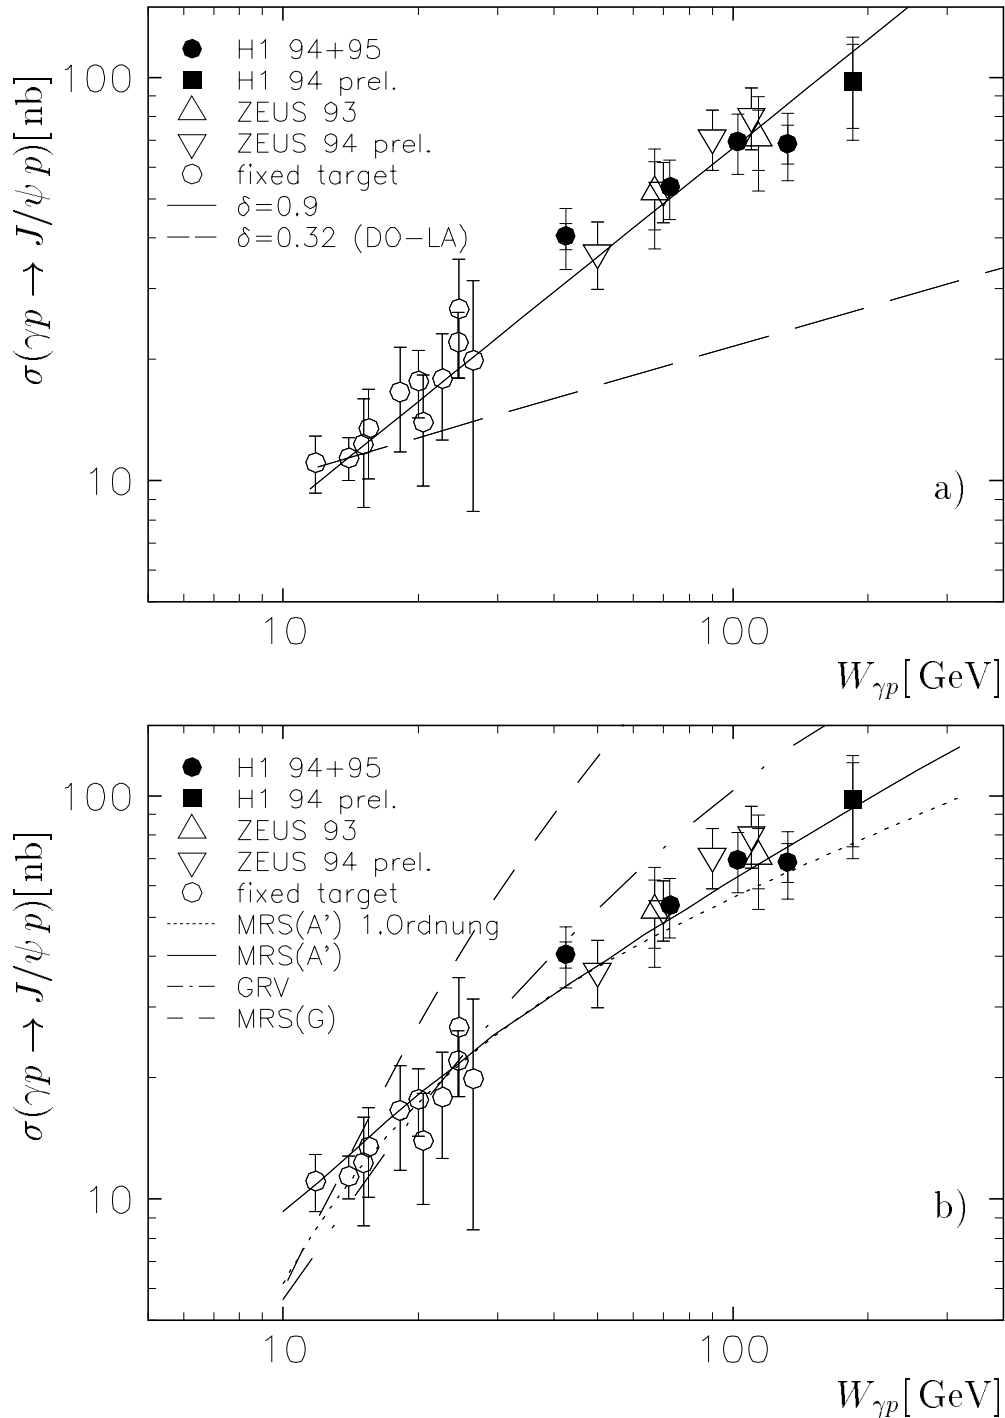 H1 94+95
H1 94 prel.
ZEUS 93
ZEUS 94 prel.
fixed target
δ=0.9
δ=0.32 (DO-LA)
100
10
σ(γp → J/ψ p)[nb]
a)
10 100
W_γp[GeV]
H1 94+95
H1 94 prel.
ZEUS 93
ZEUS 94 prel.
fixed target
MRS(A') 1.Ordnung
MRS(A')
GRV
MRS(G)
100
10
σ(γp → J/ψ p)[nb]
b)
10 100
W_γp[GeV]